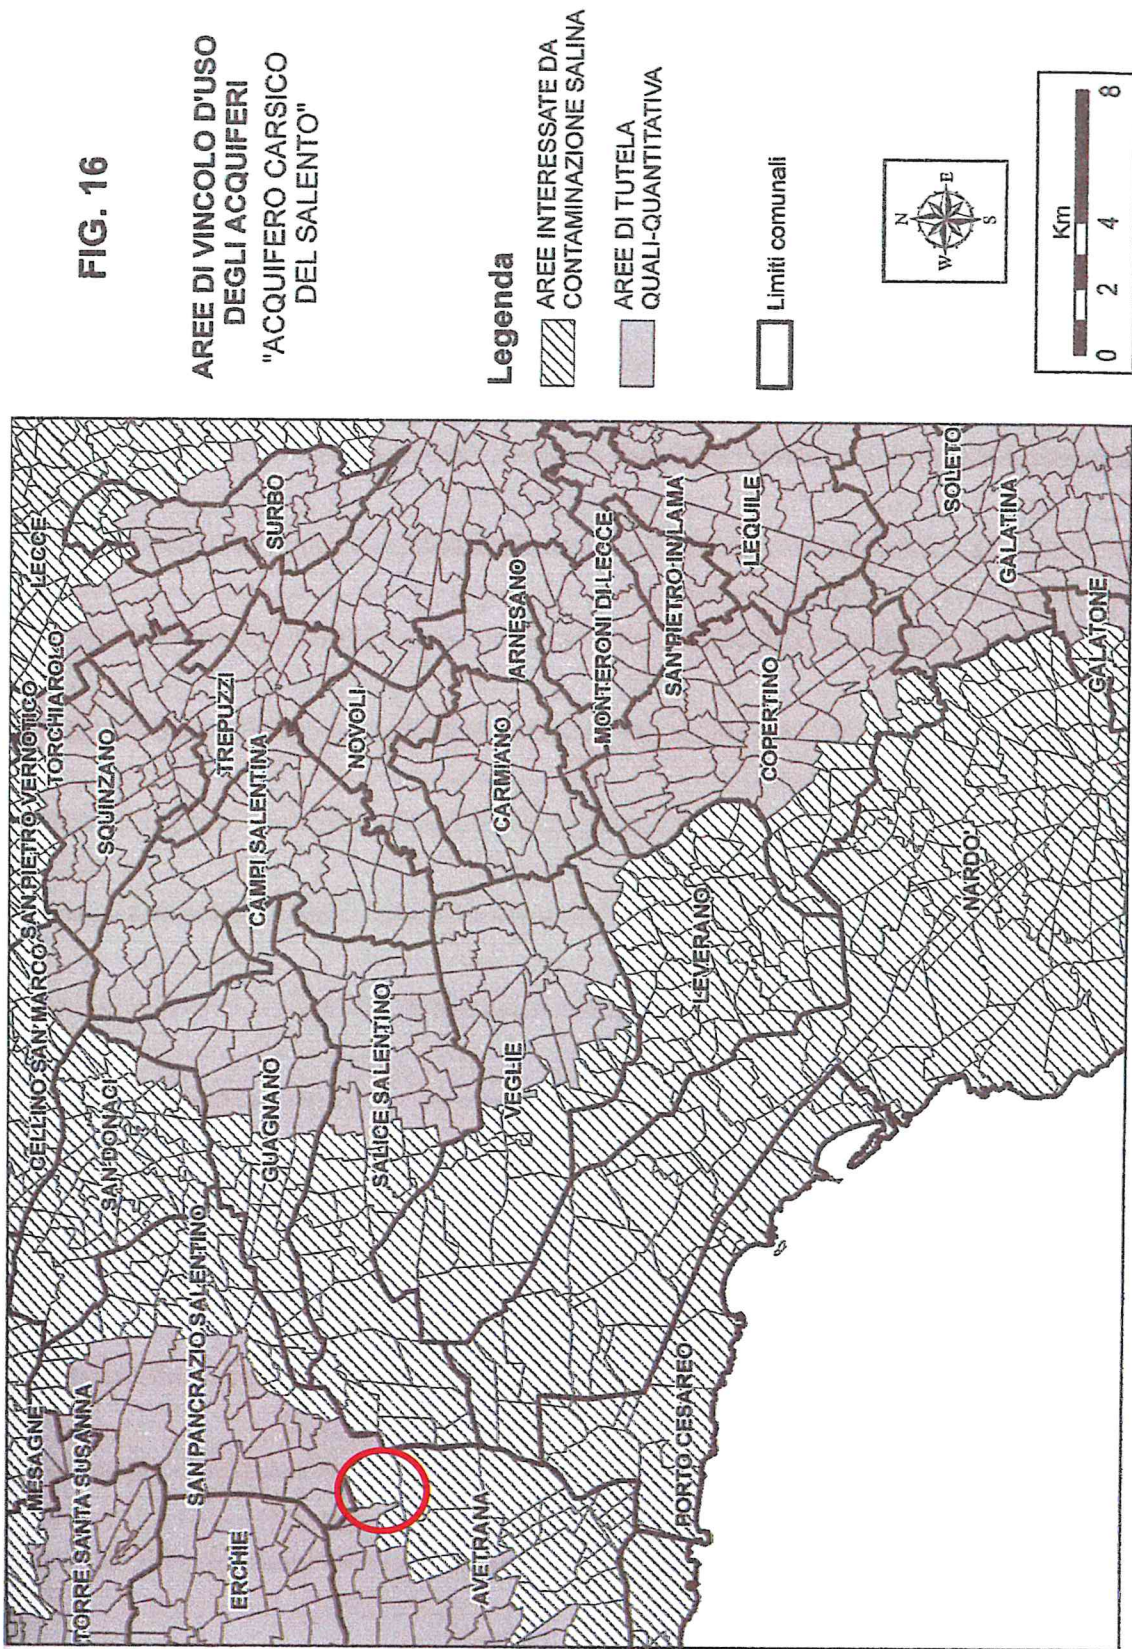 FIG. 16
AREE DI VINCOLO D'USO
DEGLI ACQUIFERI
"ACQUIFERO CARSICO
DEL SALENTO"
Legenda
AREE INTERESSATE DA
CONTAMINAZIONE SALINA
AREE DI TUTELA
QUALI-QUANTITATIVA
Limiti comunali
N
W
E
S
Km
0 2 4 8
MESAGNE
CELLINO SAN MARCO
SAN PIETRO VERNOTICO
TORCHIAROLO
LECCE
TORRE SANTA SUSANNA
SAN DONACI
SQUINZANO
SAN PANCRAZIO SALENTINO
ERCHIE
GUAGNANO
CAMPI SALENTINA
TREPUZZI
SURBO
SALICE SALENTINO
NOVOLI
AVETRANA
VEGLIE
CARMIANO
ARNESANO
MONTERONI DI LECCE
SAN PIETRO IN LAMA
LEVERANO
COPERTINO
LEQUILE
PORTO CESAREO
NARDO'
SOLETO
GALATINA
GALATONE